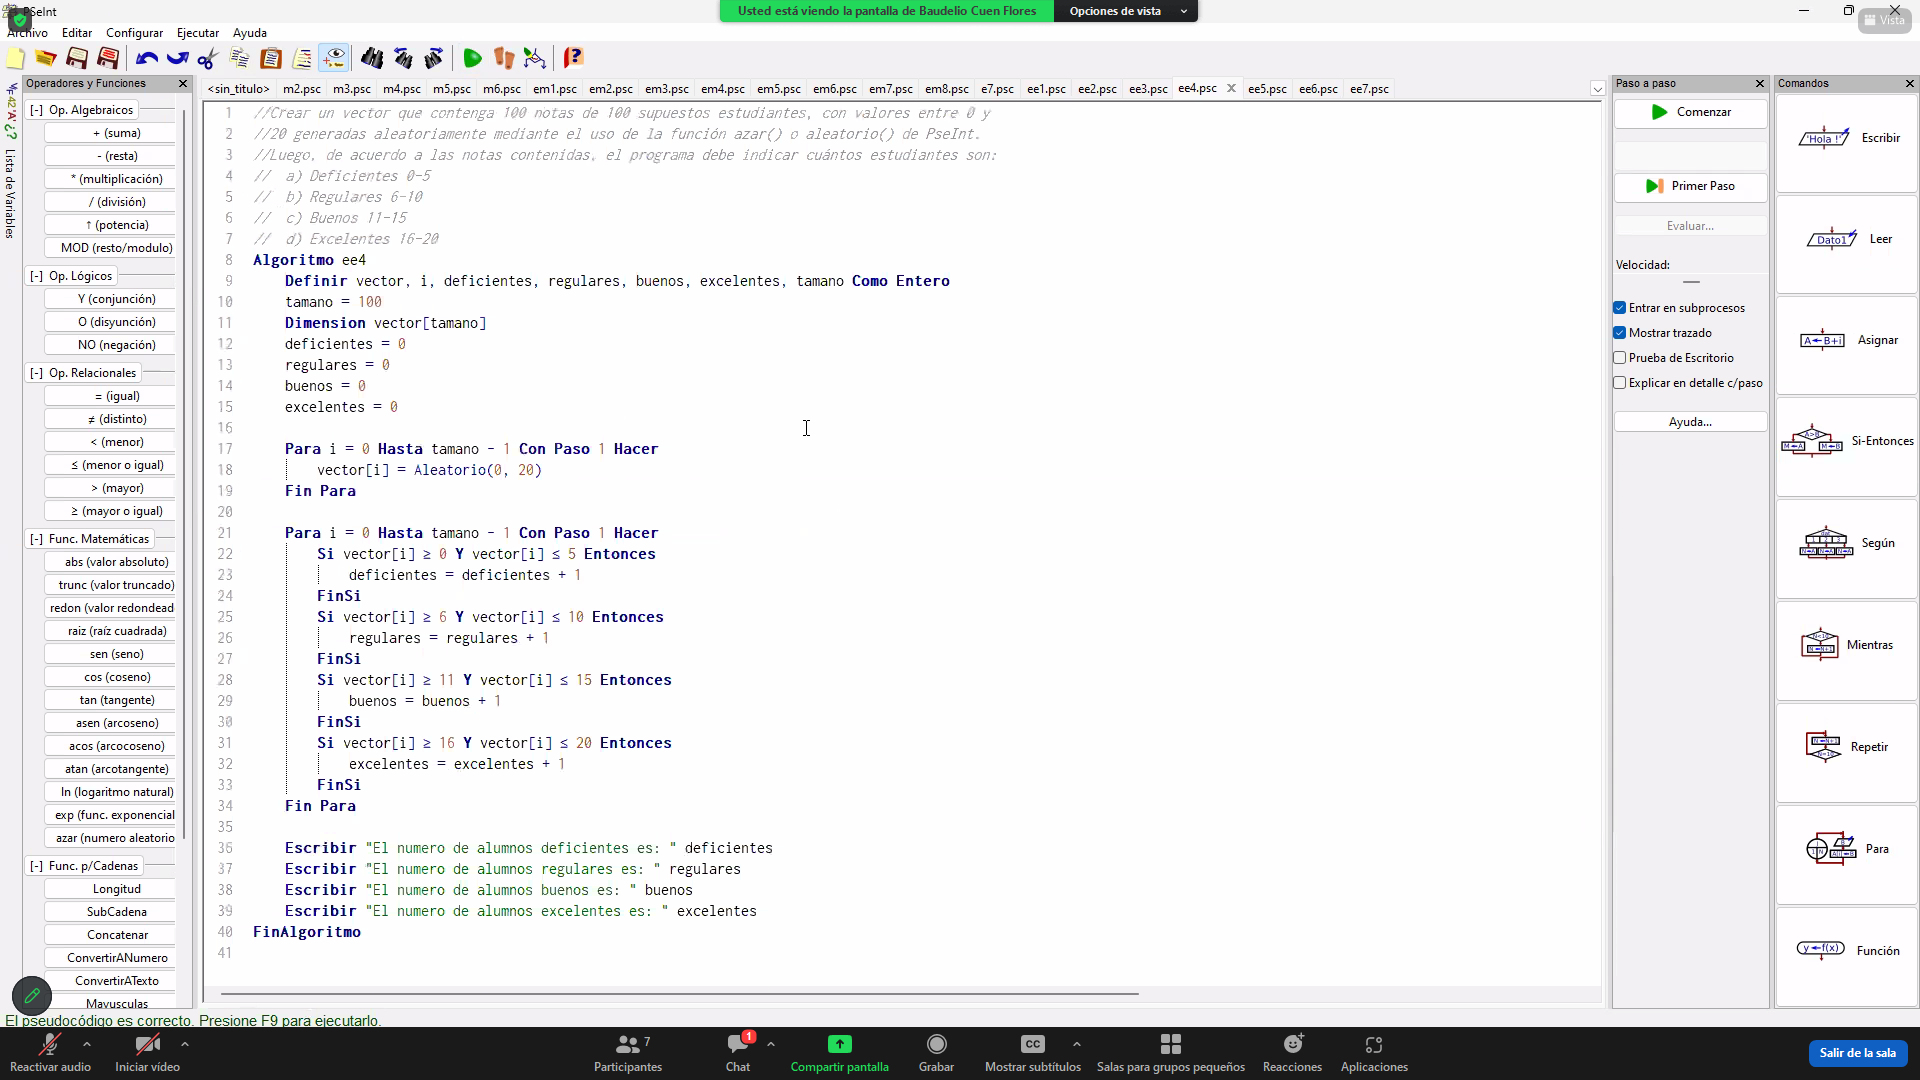 PSeInt
Usted está viendo la pantalla de Baudelio Cuen Flores
Opciones de vista
Vista
Archivo Editar Configurar Ejecutar Ayuda
Operadores y Funciones
<sin_titulo> m2.psc m3.psc m4.psc m5.psc m6.psc em1.psc em2.psc em3.psc em4.psc em5.psc em6.psc em7.psc em8.psc e7.psc ee1.psc ee2.psc ee3.psc ee4.psc ee5.psc ee6.psc ee7.psc
Lista de Variables
[-] Op. Algebraicos
+ (suma)
- (resta)
* (multiplicación)
/ (división)
↑ (potencia)
MOD (resto/modulo)
[-] Op. Lógicos
Y (conjunción)
O (disyunción)
NO (negación)
[-] Op. Relacionales
= (igual)
≠ (distinto)
< (menor)
≤ (menor o igual)
> (mayor)
≥ (mayor o igual)
[-] Func. Matemáticas
abs (valor absoluto)
trunc (valor truncado)
redon (valor redondead
raiz (raíz cuadrada)
sen (seno)
cos (coseno)
tan (tangente)
asen (arcoseno)
acos (arcocoseno)
atan (arcotangente)
ln (logaritmo natural)
exp (func. exponencial
azar (numero aleatorio
[-] Func. p/Cadenas
Longitud
SubCadena
Concatenar
ConvertirANumero
ConvertirATexto
Mayusculas
1 //Crear un vector que contenga 100 notas de 100 supuestos estudiantes, con valores entre 0 y
2 //20 generadas aleatoriamente mediante el uso de la función azar() o aleatorio() de PseInt.
3 //Luego, de acuerdo a las notas contenidas, el programa debe indicar cuántos estudiantes son:
4 // a) Deficientes 0-5
5 // b) Regulares 6-10
6 // c) Buenos 11-15
7 // d) Excelentes 16-20
8 Algoritmo ee4
9 Definir vector, i, deficientes, regulares, buenos, excelentes, tamano Como Entero
10 tamano = 100
11 Dimension vector[tamano]
12 deficientes = 0
13 regulares = 0
14 buenos = 0
15 excelentes = 0
16
17 Para i = 0 Hasta tamano - 1 Con Paso 1 Hacer
18 vector[i] = Aleatorio(0, 20)
19 Fin Para
20
21 Para i = 0 Hasta tamano - 1 Con Paso 1 Hacer
22 Si vector[i] ≥ 0 Y vector[i] ≤ 5 Entonces
23 deficientes = deficientes + 1
24 FinSi
25 Si vector[i] ≥ 6 Y vector[i] ≤ 10 Entonces
26 regulares = regulares + 1
27 FinSi
28 Si vector[i] ≥ 11 Y vector[i] ≤ 15 Entonces
29 buenos = buenos + 1
30 FinSi
31 Si vector[i] ≥ 16 Y vector[i] ≤ 20 Entonces
32 excelentes = excelentes + 1
33 FinSi
34 Fin Para
35
36 Escribir "El numero de alumnos deficientes es: " deficientes
37 Escribir "El numero de alumnos regulares es: " regulares
38 Escribir "El numero de alumnos buenos es: " buenos
39 Escribir "El numero de alumnos excelentes es: " excelentes
40 FinAlgoritmo
41
Paso a paso
Comenzar
Primer Paso
Evaluar...
Velocidad:
Entrar en subprocesos
Mostrar trazado
Prueba de Escritorio
Explicar en detalle c/paso
Ayuda...
Comandos
'Hola !' Escribir
Dato1 Leer
A←B+i Asignar
Si-Entonces
Según
Mientras
Repetir
Para
y←f(x) Función
El pseudocódigo es correcto. Presione F9 para ejecutarlo.
Reactivar audio
Iniciar vídeo
7
Participantes
1
Chat
Compartir pantalla
Grabar
CC
Mostrar subtítulos
Salas para grupos pequeños
Reacciones
Aplicaciones
Salir de la sala